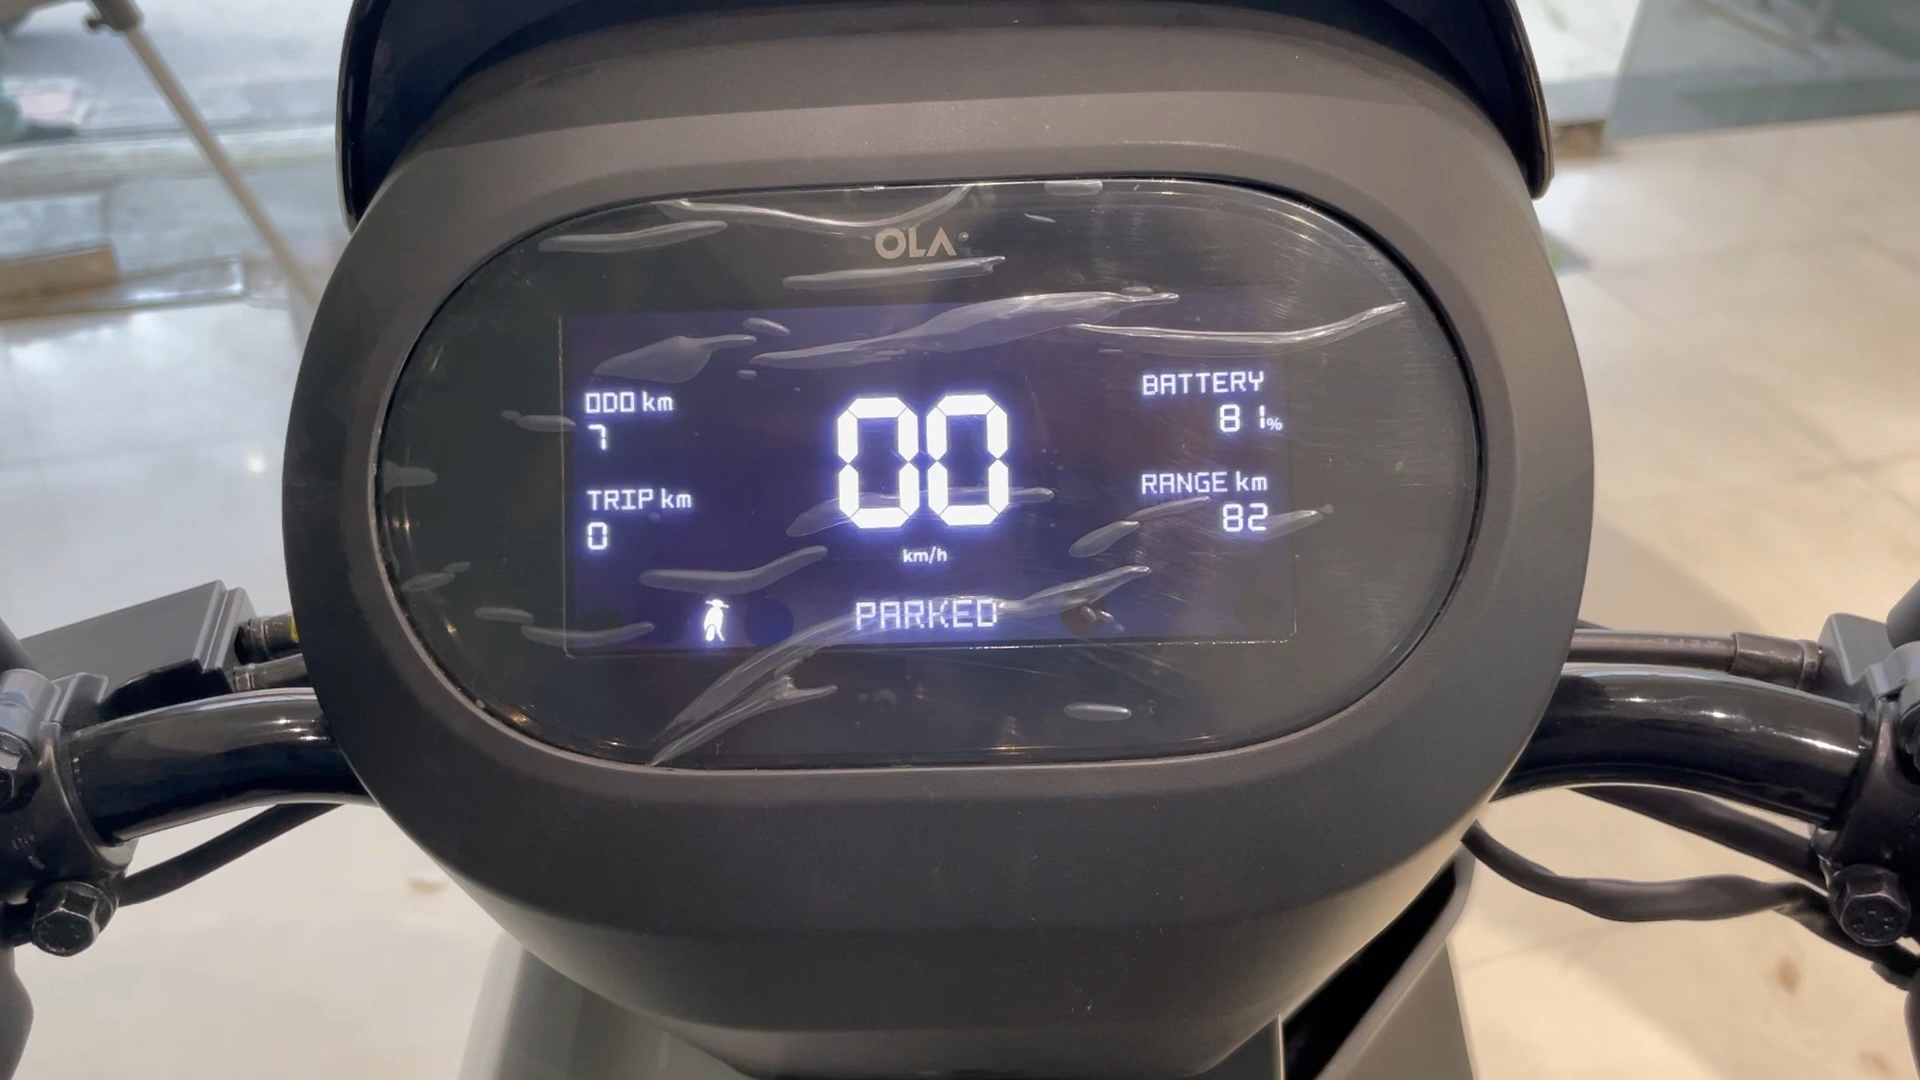 OLA
ODO km
7
TRIP km
0
00
km/h
BATTERY
81%
RANGE km
82
PARKED